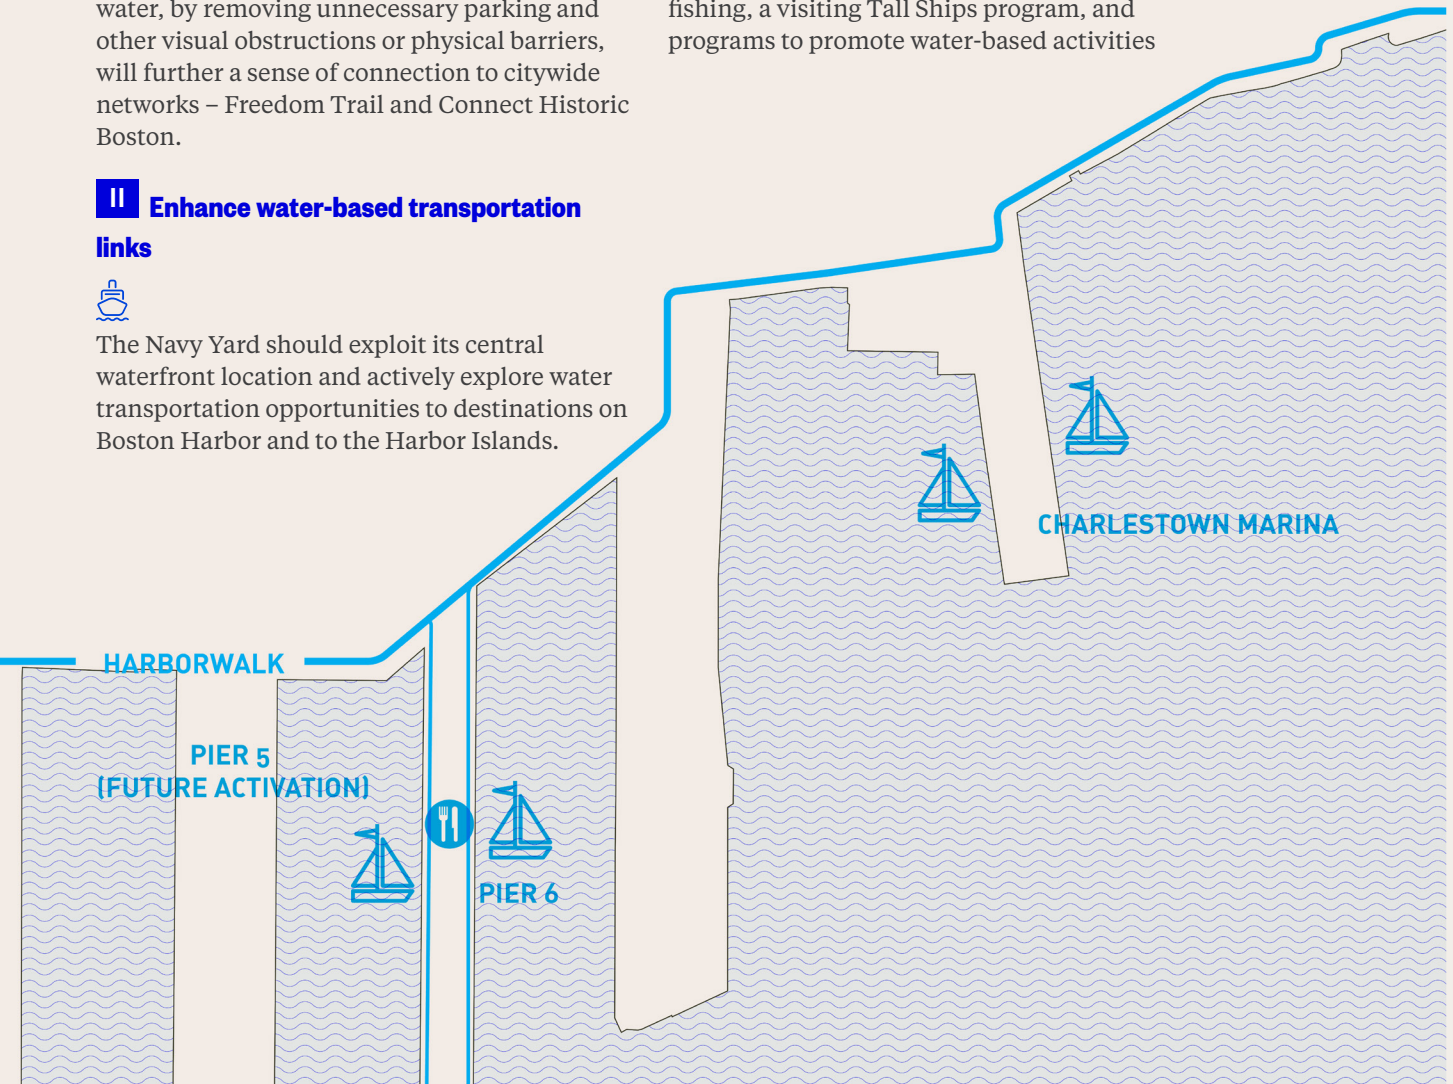 water, by removing unnecessary parking and
other visual obstructions or physical barriers,
will further a sense of connection to citywide
networks – Freedom Trail and Connect Historic
Boston.
II Enhance water-based transportation
links
The Navy Yard should exploit its central
waterfront location and actively explore water
transportation opportunities to destinations on
Boston Harbor and to the Harbor Islands.
fishing, a visiting Tall Ships program, and
programs to promote water-based activities
CHARLESTOWN MARINA
HARBORWALK
PIER 5
(FUTURE ACTIVATION)
PIER 6